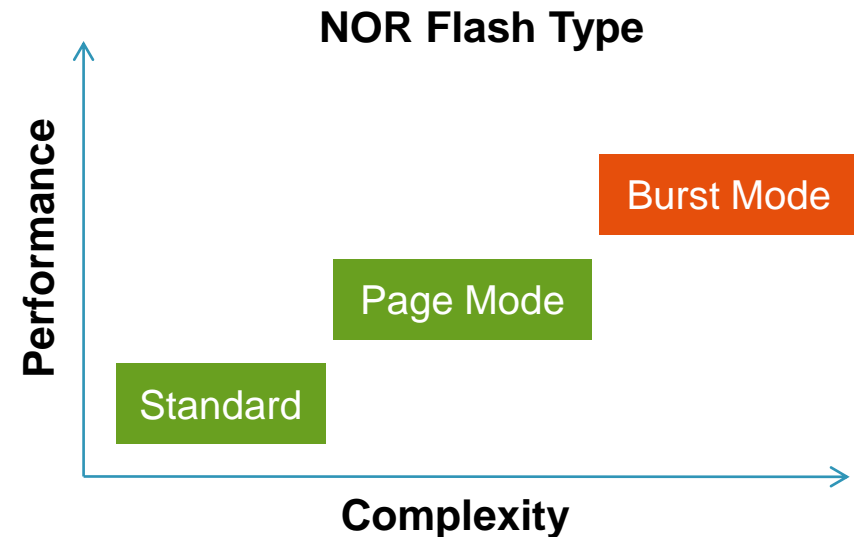 NOR Flash Type
Performance
Burst Mode
Page Mode
Standard
Complexity